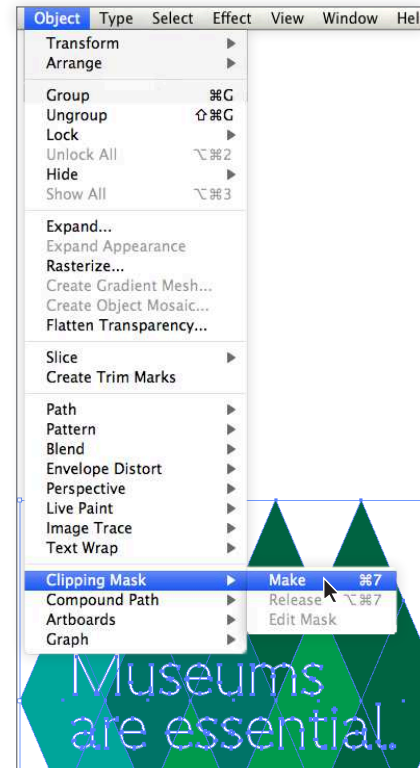 Object Type Select Effect View Window Hel
Transform
Arrange
Group ⌘G
Ungroup ⇧⌘G
Lock
Unlock All ⌥⌘2
Hide
Show All ⌥⌘3
Expand...
Expand Appearance
Rasterize...
Create Gradient Mesh...
Create Object Mosaic...
Flatten Transparency...
Slice
Create Trim Marks
Path
Pattern
Blend
Envelope Distort
Perspective
Live Paint
Image Trace
Text Wrap
Clipping Mask Make ⌘7
Compound Path Release ⌥⌘7
Artboards Edit Mask
Graph
Museums
are essential.